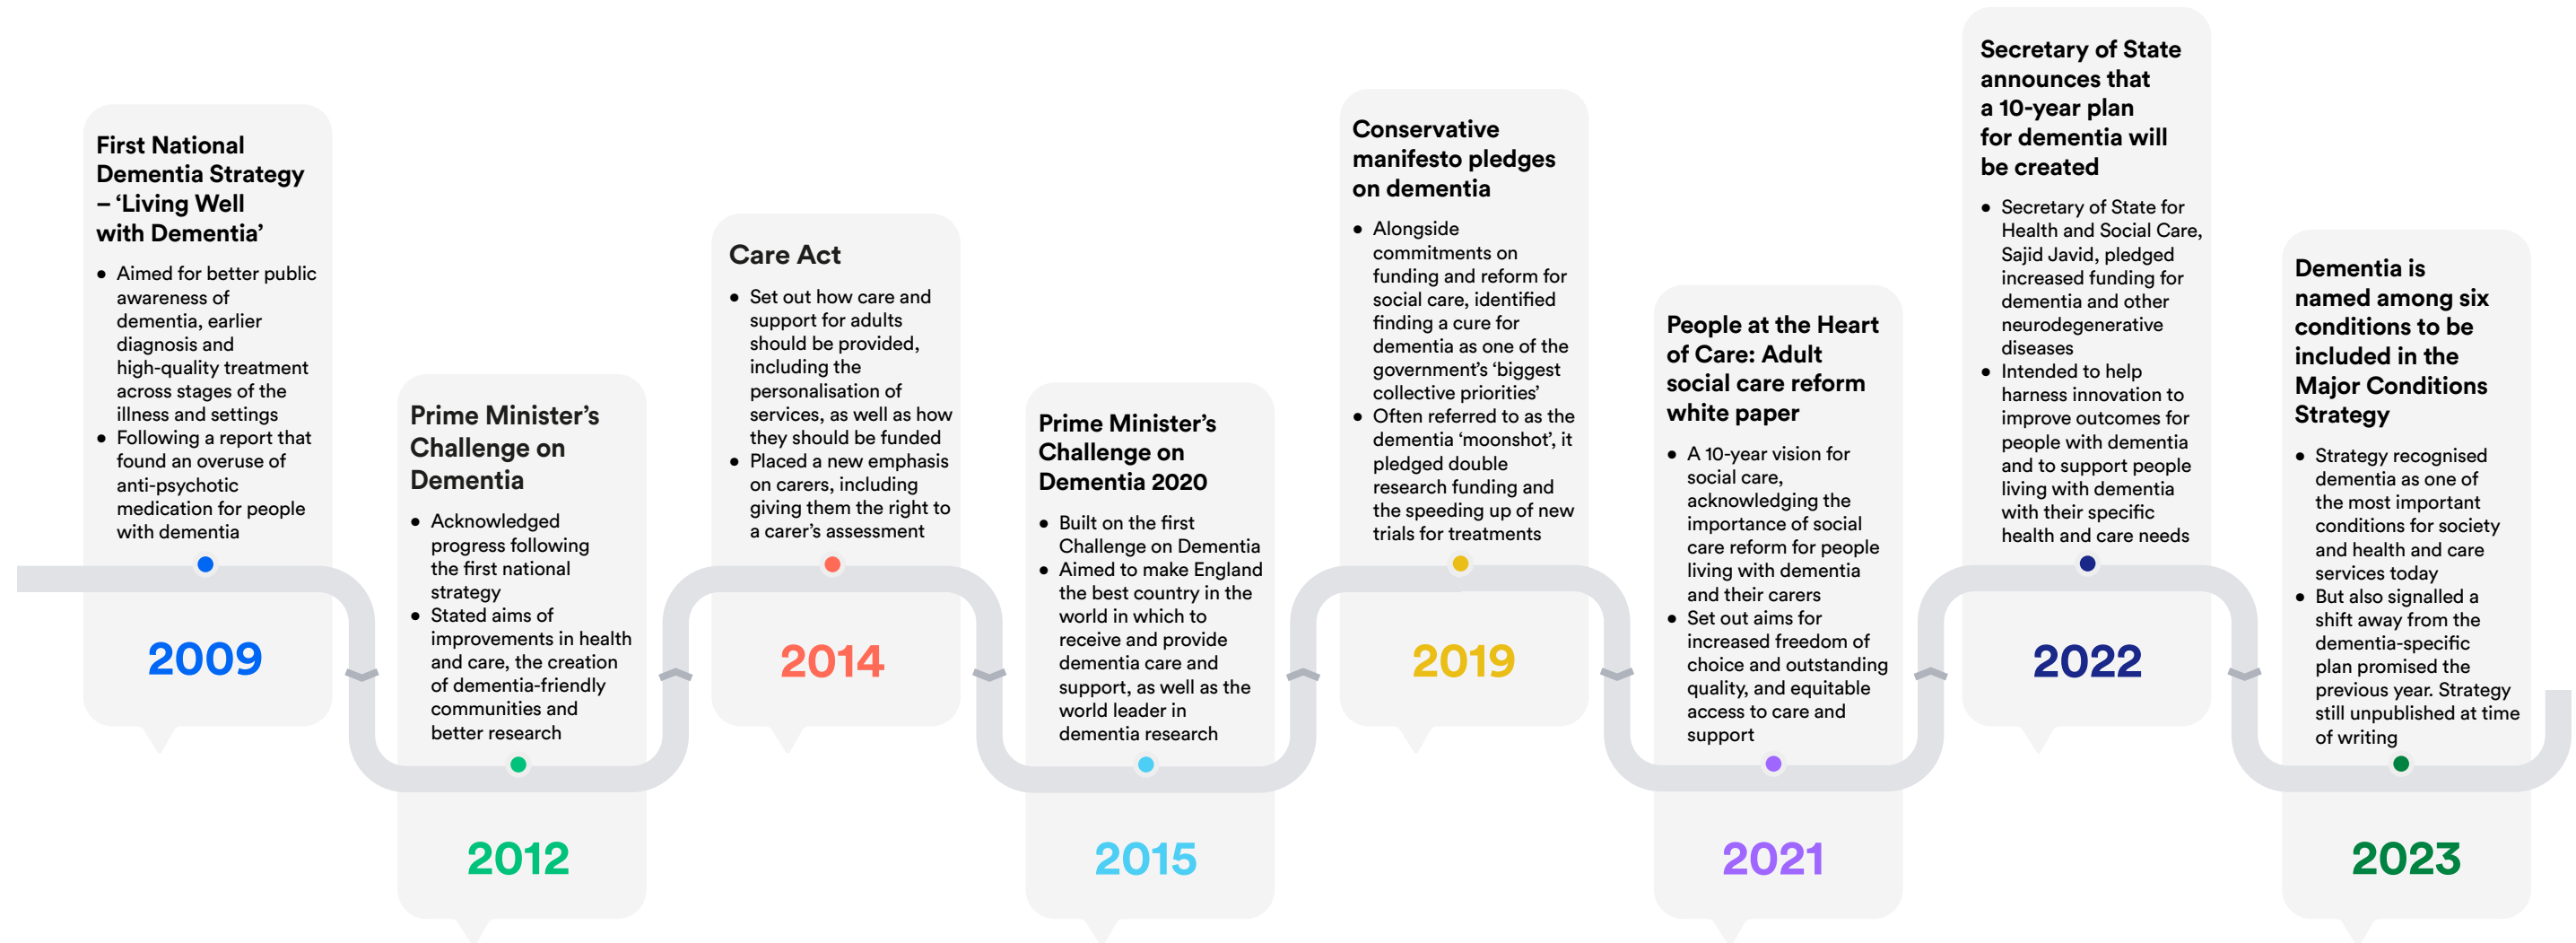 First National
Dementia Strategy
– ‘Living Well
with Dementia’
● Aimed for better public
awareness of
dementia, earlier
diagnosis and
high-quality treatment
across stages of the
illness and settings
● Following a report that
found an overuse of
anti-psychotic
medication for people
with dementia
2009
Prime Minister’s
Challenge on
Dementia
● Acknowledged
progress following
the first national
strategy
● Stated aims of
improvements in health
and care, the creation
of dementia-friendly
communities and
better research
2012
Care Act
● Set out how care and
support for adults
should be provided,
including the
personalisation of
services, as well as how
they should be funded
● Placed a new emphasis
on carers, including
giving them the right to
a carer’s assessment
2014
Prime Minister’s
Challenge on
Dementia 2020
● Built on the first
Challenge on Dementia
● Aimed to make England
the best country in the
world in which to
receive and provide
dementia care and
support, as well as the
world leader in
dementia research
2015
Conservative
manifesto pledges
on dementia
● Alongside
commitments on
funding and reform for
social care, identified
finding a cure for
dementia as one of the
government’s ‘biggest
collective priorities’
● Often referred to as the
dementia ‘moonshot’, it
pledged double
research funding and
the speeding up of new
trials for treatments
2019
People at the Heart
of Care: Adult
social care reform
white paper
● A 10-year vision for
social care,
acknowledging the
importance of social
care reform for people
living with dementia
and their carers
● Set out aims for
increased freedom of
choice and outstanding
quality, and equitable
access to care and
support
2021
Secretary of State
announces that
a 10-year plan
for dementia will
be created
● Secretary of State for
Health and Social Care,
Sajid Javid, pledged
increased funding for
dementia and other
neurodegenerative
diseases
● Intended to help
harness innovation to
improve outcomes for
people with dementia
and to support people
living with dementia
with their specific
health and care needs
2022
Dementia is
named among six
conditions to be
included in the
Major Conditions
Strategy
● Strategy recognised
dementia as one of
the most important
conditions for society
and health and care
services today
● But also signalled a
shift away from the
dementia-specific
plan promised the
previous year. Strategy
still unpublished at time
of writing
2023